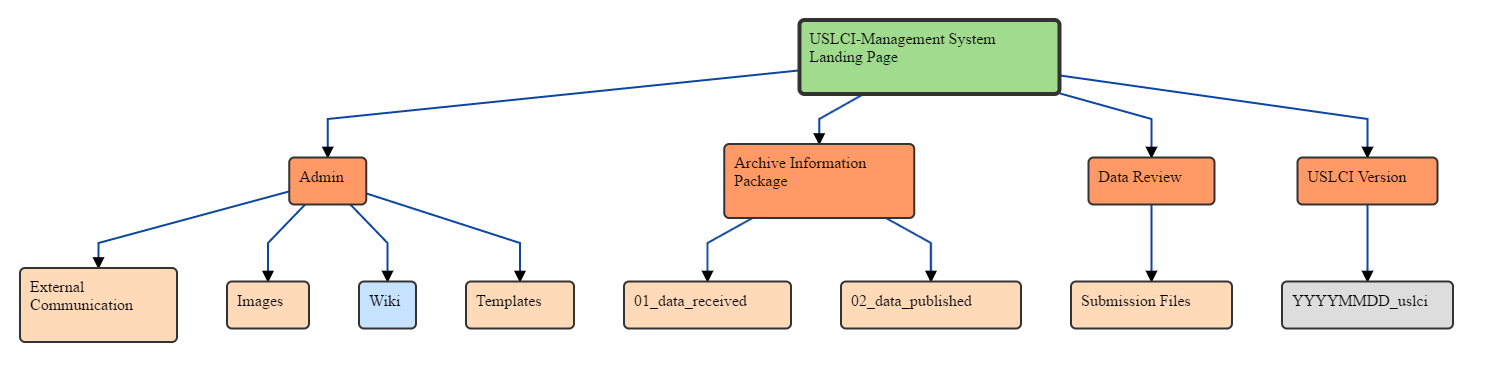 USLCI-Management System
Landing Page
Admin
Archive Information
Package
Data Review
USLCI Version
External
Communication
Images
Wiki
Templates
01_data_received
02_data_published
Submission Files
YYYYMMDD_uslci